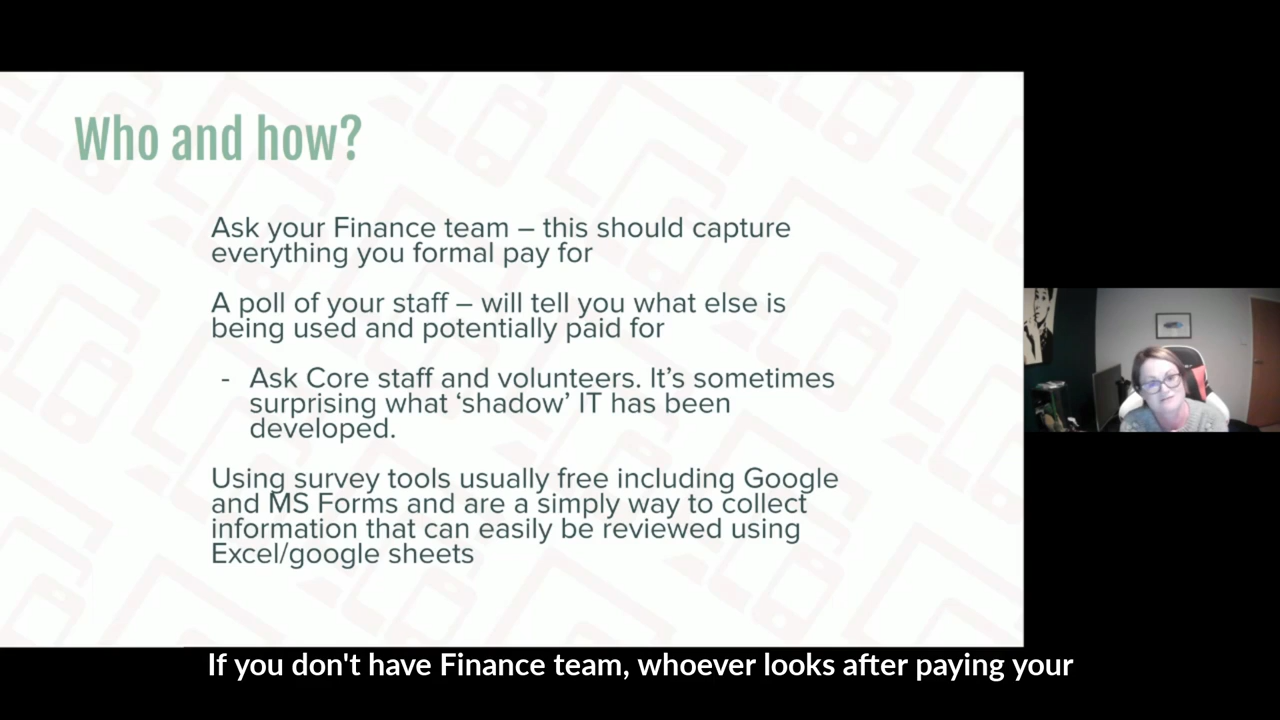 Who and how?
Ask your Finance team – this should capture
everything you formal pay for
A poll of your staff – will tell you what else is
being used and potentially paid for
- Ask Core staff and volunteers. It’s sometimes
surprising what ‘shadow’ IT has been
developed.
Using survey tools usually free including Google
and MS Forms and are a simply way to collect
information that can easily be reviewed using
Excel/google sheets
If you don't have Finance team, whoever looks after paying your